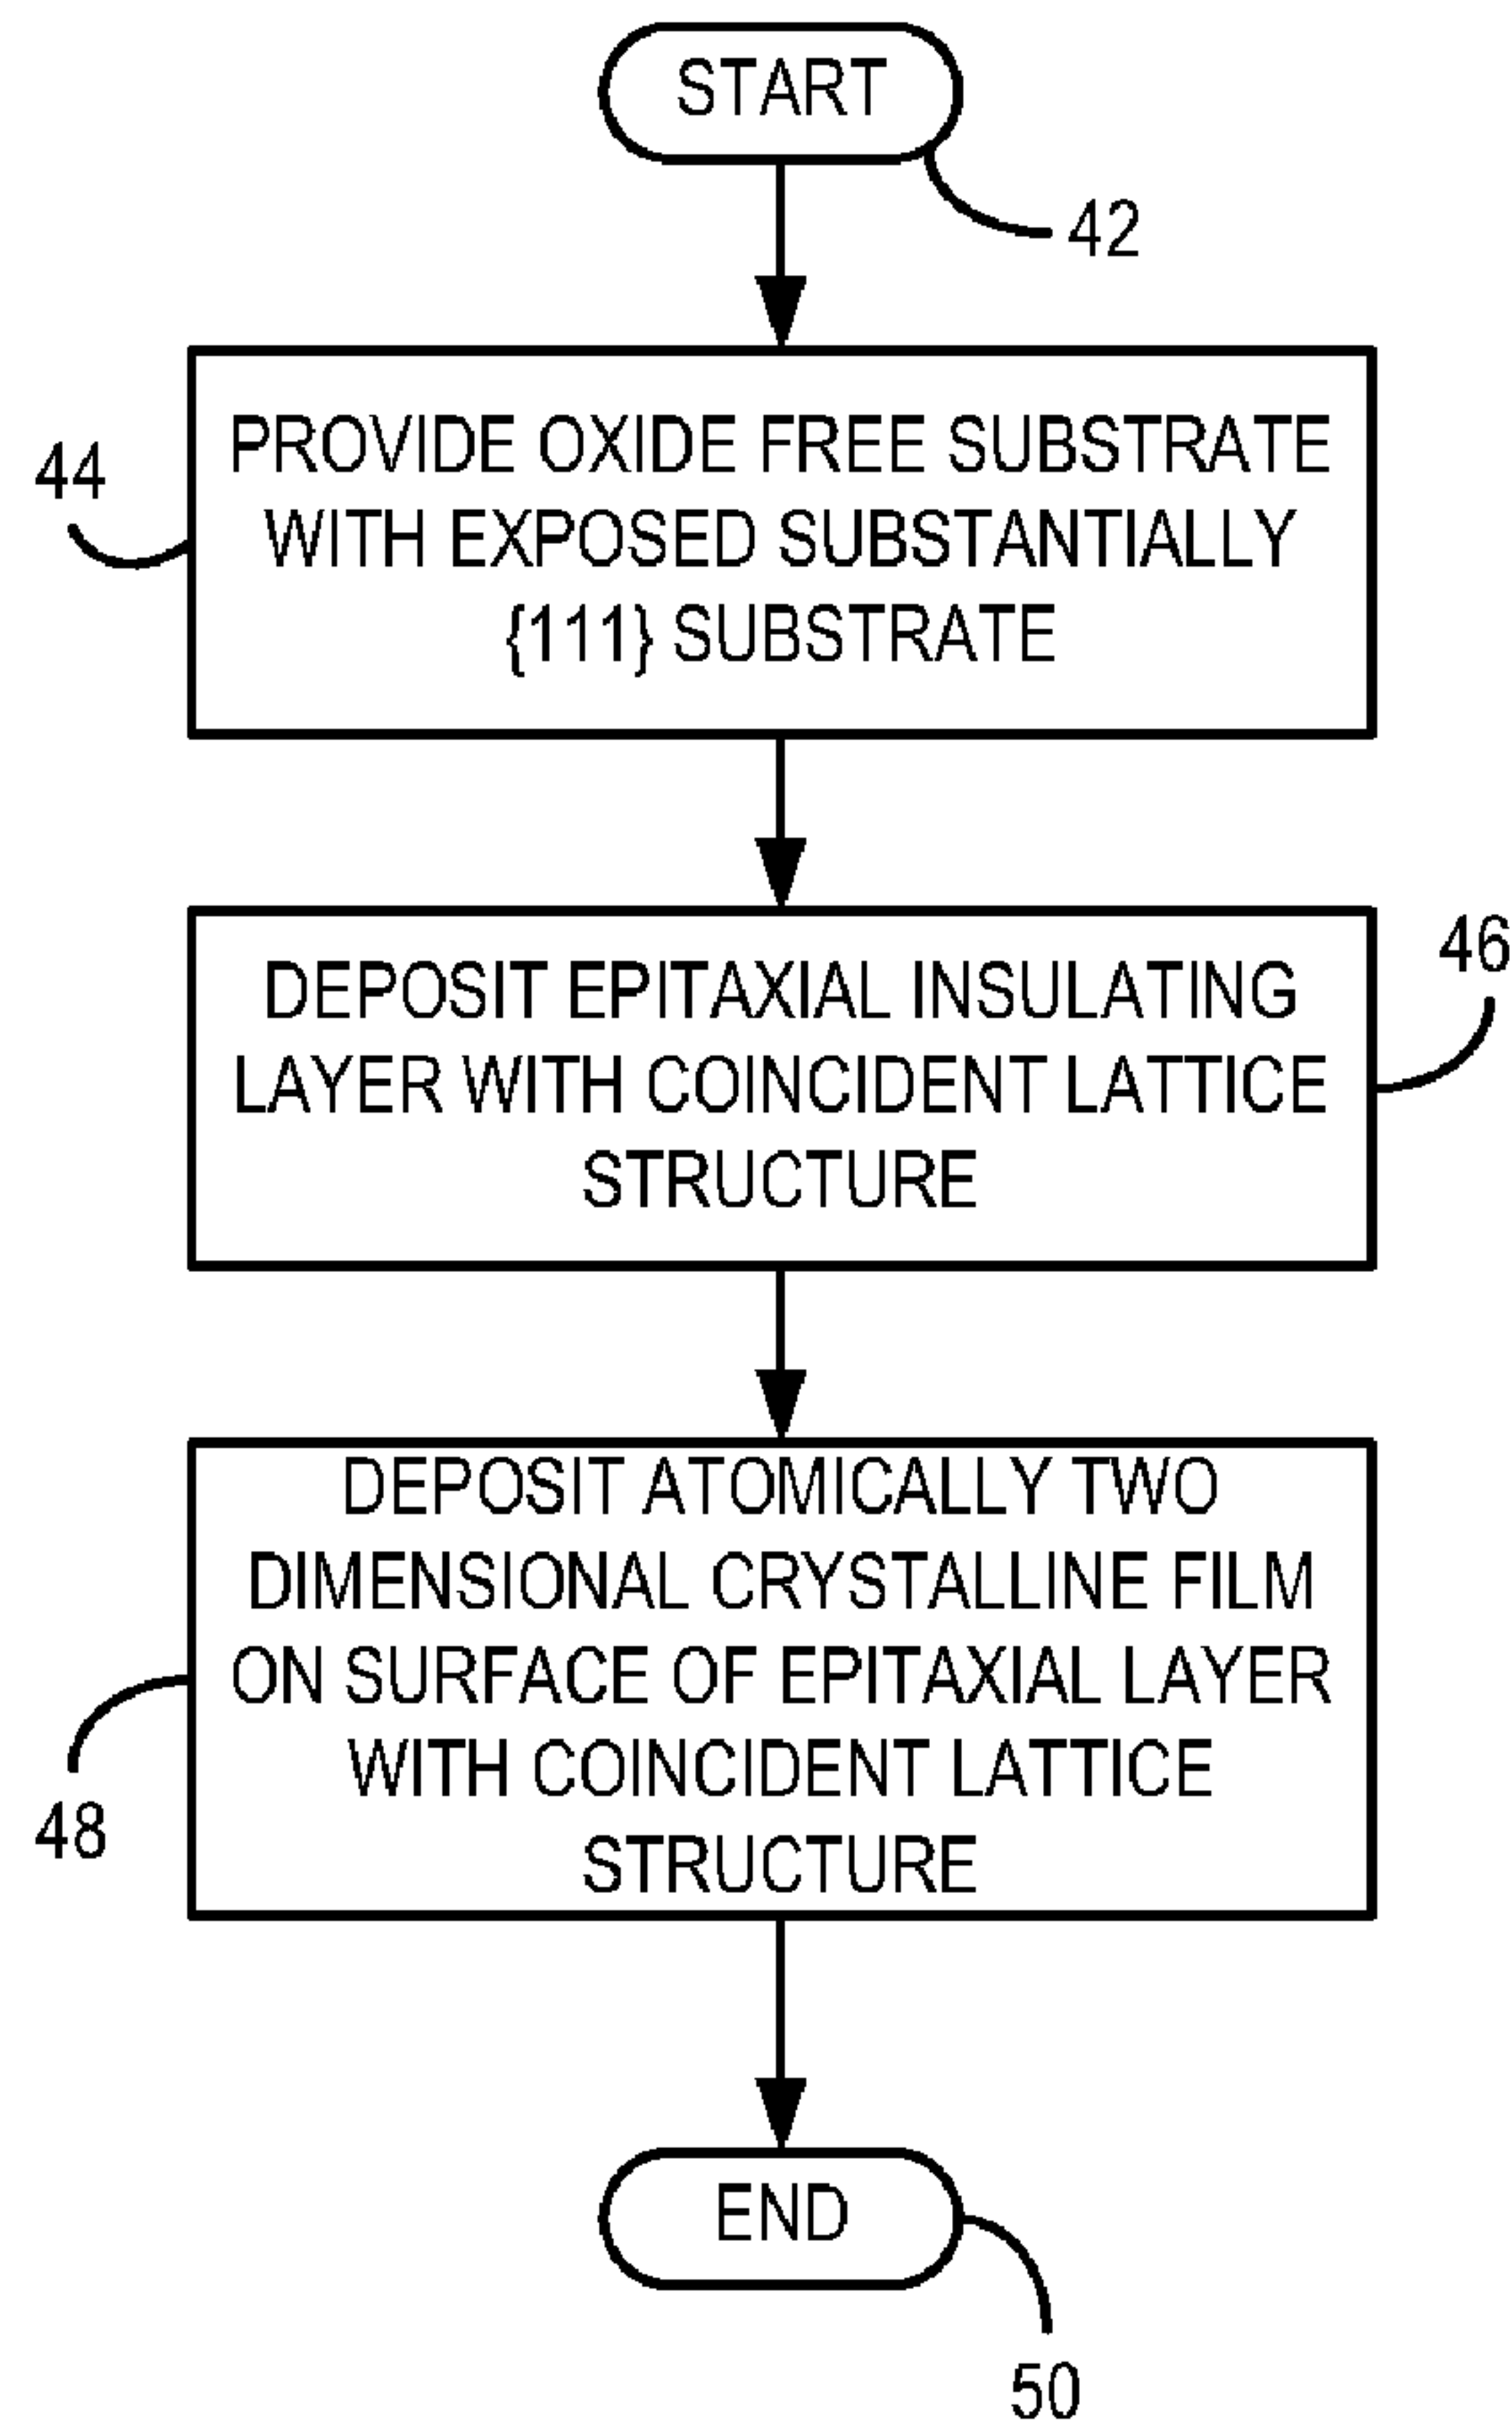 START
42
44
PROVIDE OXIDE FREE SUBSTRATE
WITH EXPOSED SUBSTANTIALLY
{111} SUBSTRATE
46
DEPOSIT EPITAXIAL INSULATING
LAYER WITH COINCIDENT LATTICE
STRUCTURE
DEPOSIT ATOMICALLY TWO
DIMENSIONAL CRYSTALLINE FILM
ON SURFACE OF EPITAXIAL LAYER
WITH COINCIDENT LATTICE
STRUCTURE
48
END
50